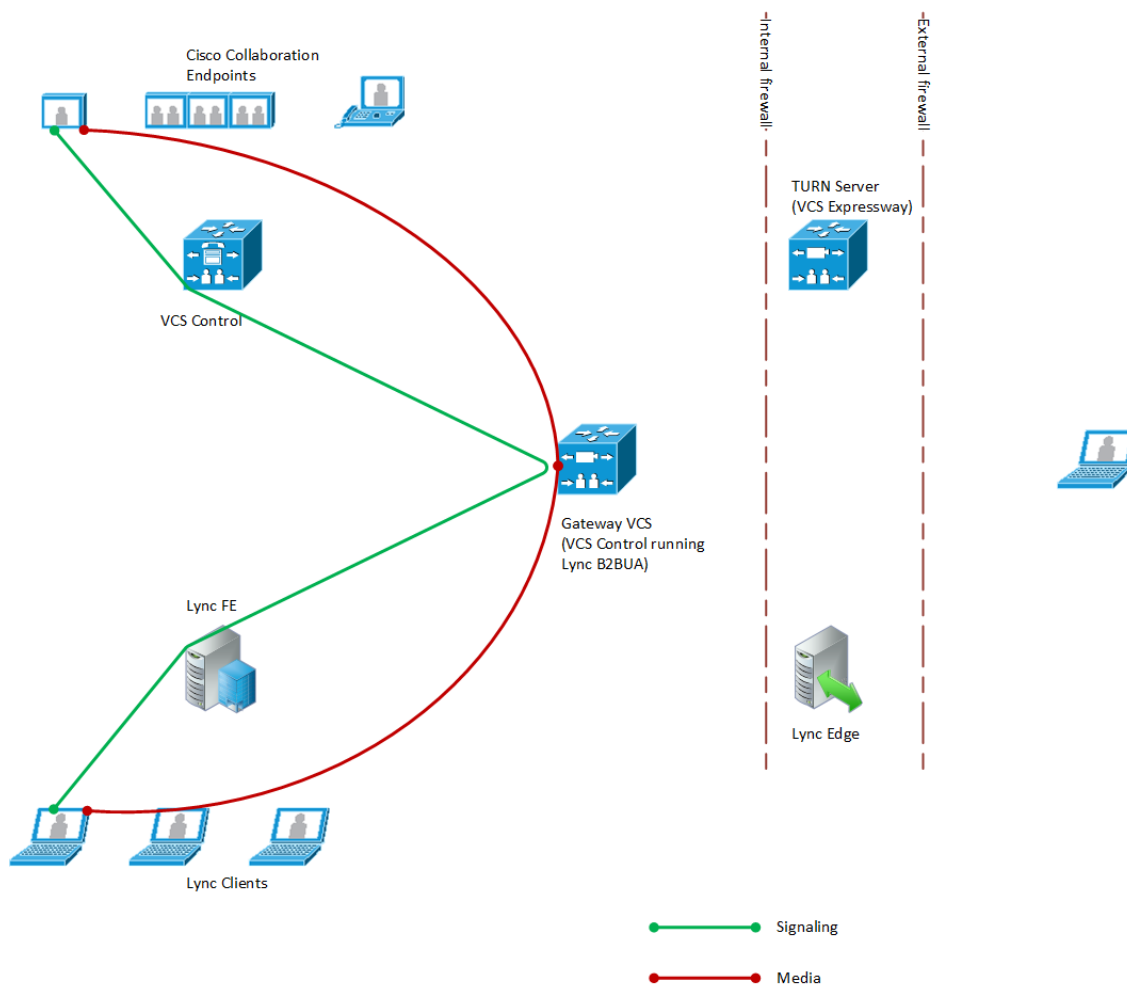 Cisco Collaboration
Endpoints
Internal firewall
External firewall
TURN Server
(VCS Expressway)
VCS Control
Gateway VCS
(VCS Control running
Lync B2BUA)
Lync FE
Lync Edge
Lync Clients
Signaling
Media